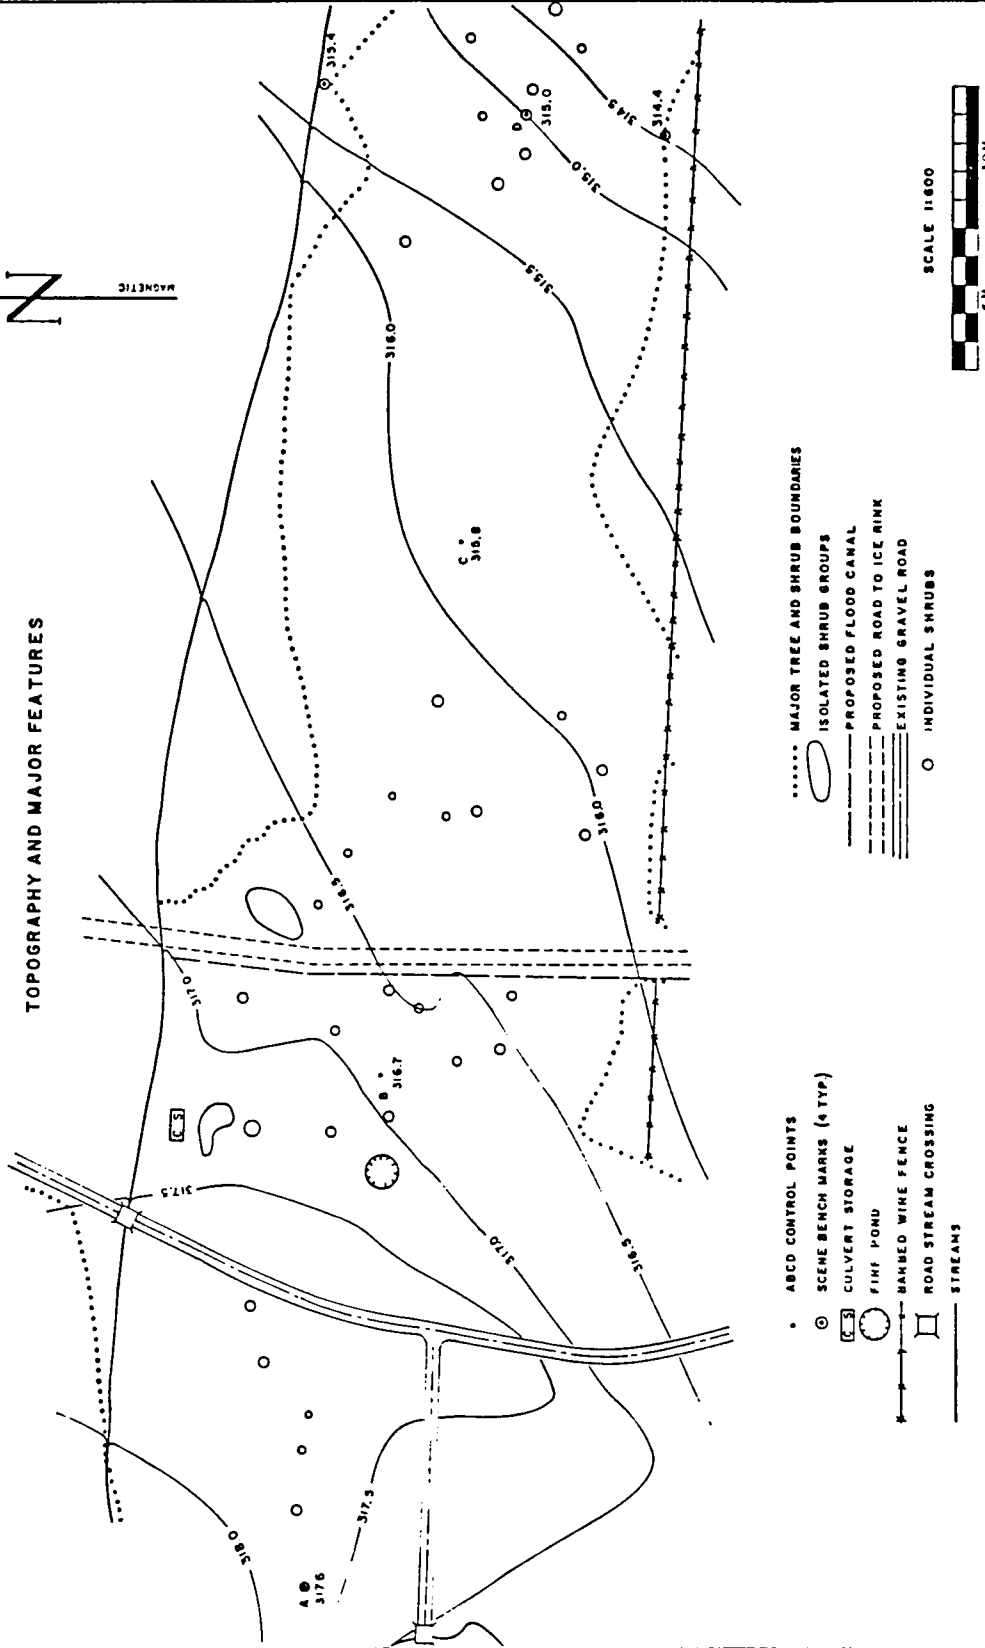 TOPOGRAPHY AND MAJOR FEATURES
MAGNETIC
N
315.4
315.0
D
314.4
314.5
315.0
315.5
316.0
C
315.8
316.0
316.5
317.0
B
316.7
C S
317.5
317.0
316.5
318.0
317.5
A
317.6
ABCD CONTROL POINTS
SCENE BENCH MARKS (4 TYP.)
C S CULVERT STORAGE
FIRE POND
BARBED WIRE FENCE
ROAD STREAM CROSSING
STREAMS
MAJOR TREE AND SHRUB BOUNDARIES
ISOLATED SHRUB GROUPS
PROPOSED FLOOD CANAL
PROPOSED ROAD TO ICE RINK
EXISTING GRAVEL ROAD
INDIVIDUAL SHRUBS
SCALE 1:600